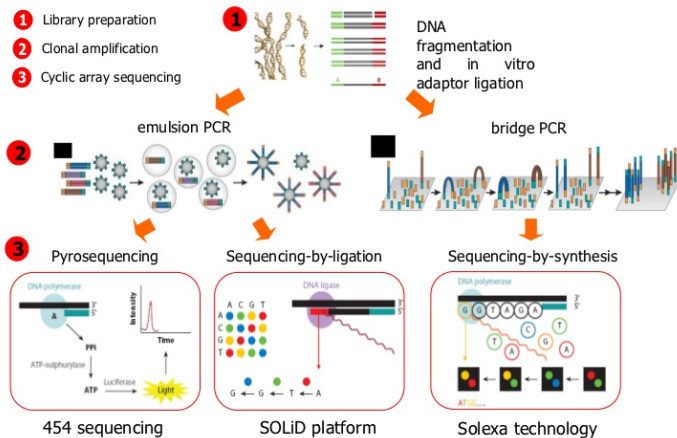 1 Library preparation
2 Clonal amplification
3 Cyclic array sequencing
1
DNA
fragmentation
and in vitro
adaptor ligation
A B
emulsion PCR
bridge PCR
2
3
Pyrosequencing
Sequencing-by-ligation
Sequencing-by-synthesis
DNA polymerase
3'
5'
A
PPi
ATP-sulphurylase
ATP
Luciferase
Light
Intensity
Time
A C G T
A
C
G
T
DNA ligase
3'
5'
G G T A
DNA polymerase
3'
5'
G G T A G A
T A C G T A
ATGG......
454 sequencing
SOLiD platform
Solexa technology